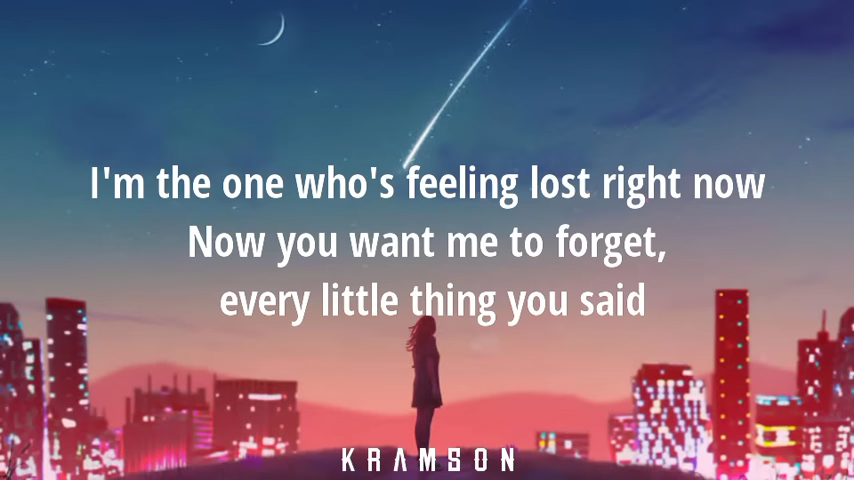 I'm the one who's feeling lost right now
Now you want me to forget,
every little thing you said
KRAMSON